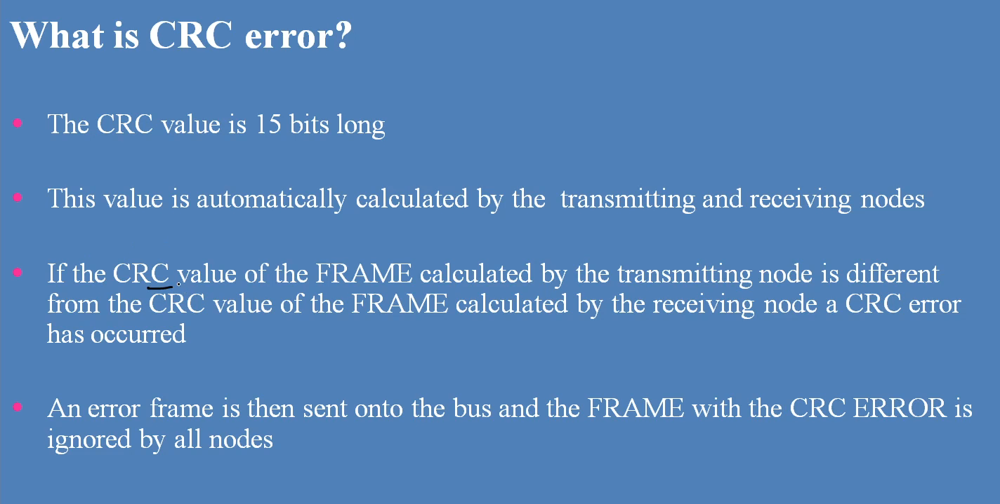 What is CRC error?
• The CRC value is 15 bits long
• This value is automatically calculated by the transmitting and receiving nodes
• If the CRC value of the FRAME calculated by the transmitting node is different
from the CRC value of the FRAME calculated by the receiving node a CRC error
has occurred
• An error frame is then sent onto the bus and the FRAME with the CRC ERROR is
ignored by all nodes